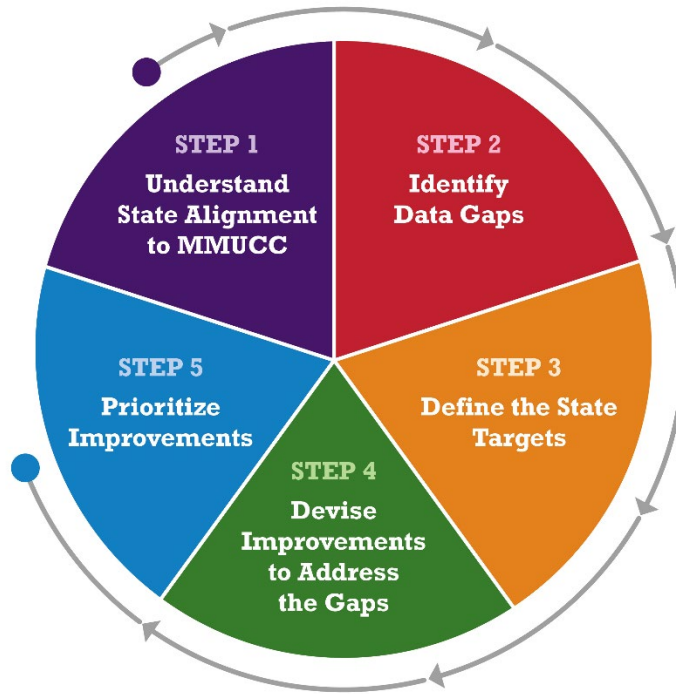 STEP 1
Understand
State Alignment
to MMUCC
STEP 2
Identify
Data Gaps
STEP 3
Define the State
Targets
STEP 4
Devise
Improvements
to Address
the Gaps
STEP 5
Prioritize
Improvements